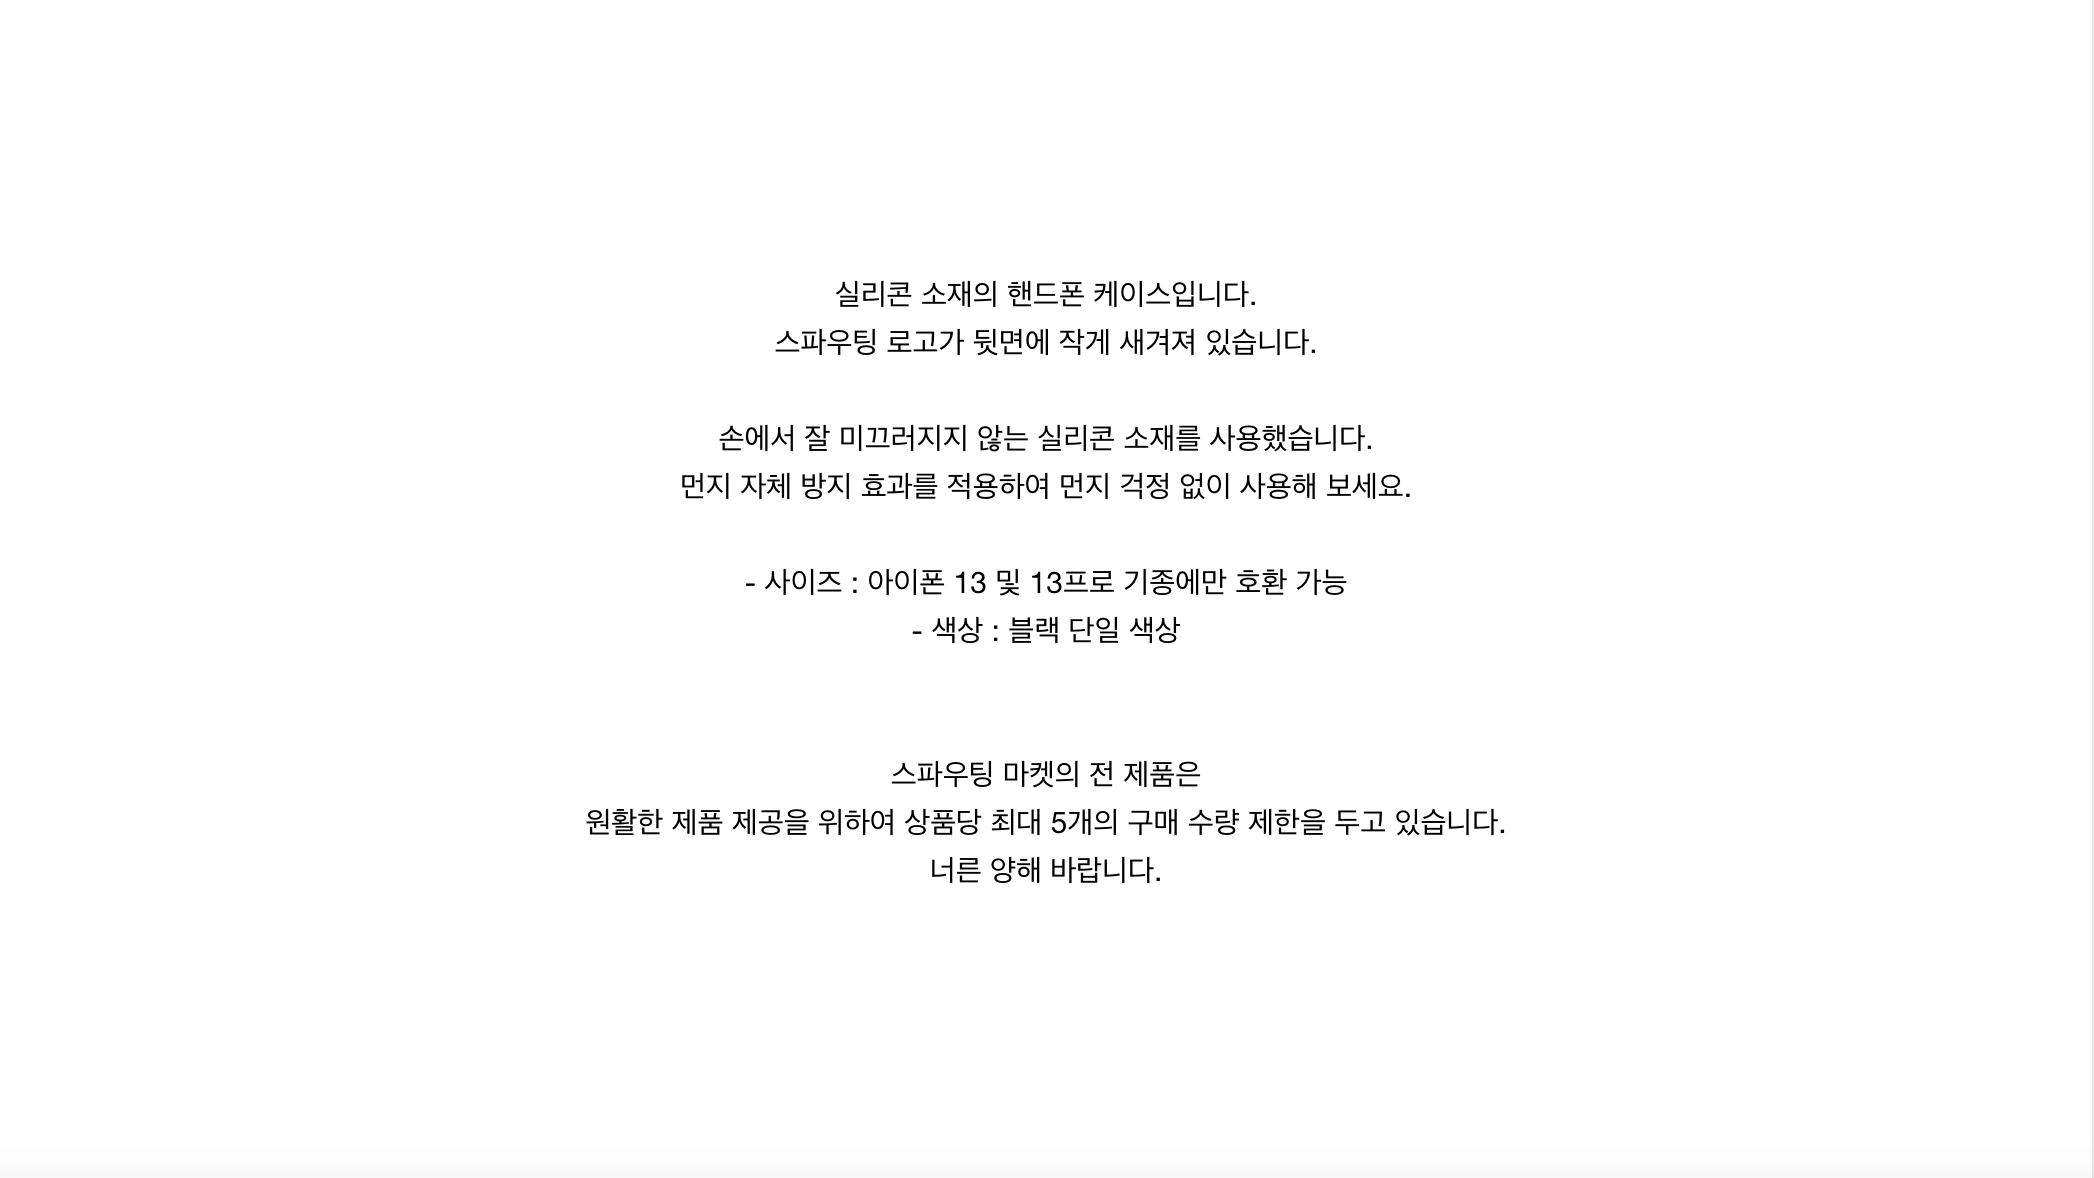 실리콘 소재의 핸드폰 케이스입니다.
스파우팅 로고가 뒷면에 작게 새겨져 있습니다.
손에서 잘 미끄러지지 않는 실리콘 소재를 사용했습니다.
먼지 자체 방지 효과를 적용하여 먼지 걱정 없이 사용해 보세요.
- 사이즈 : 아이폰 13 및 13프로 기종에만 호환 가능
- 색상 : 블랙 단일 색상
스파우팅 마켓의 전 제품은
원활한 제품 제공을 위하여 상품당 최대 5개의 구매 수량 제한을 두고 있습니다.
너른 양해 바랍니다.